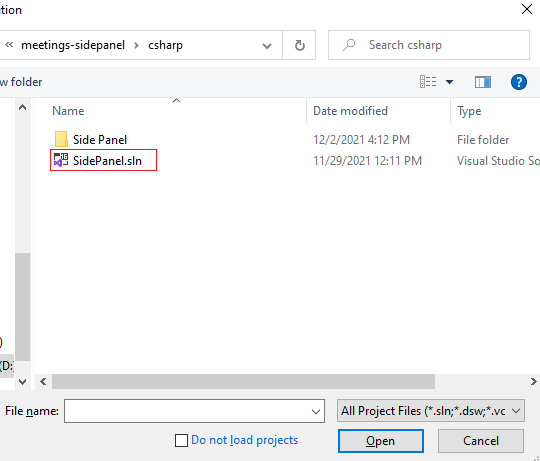 ution
« meetings-sidepanel › csharp
Search csharp
w folder
Name Date modified Type
Side Panel 12/2/2021 4:12 PM File folder
SidePanel.sln 11/29/2021 12:11 PM Visual Studio So
)
(D:)
File name: All Project Files (*.sln;*.dsw;*.vc
Do not load projects Open Cancel